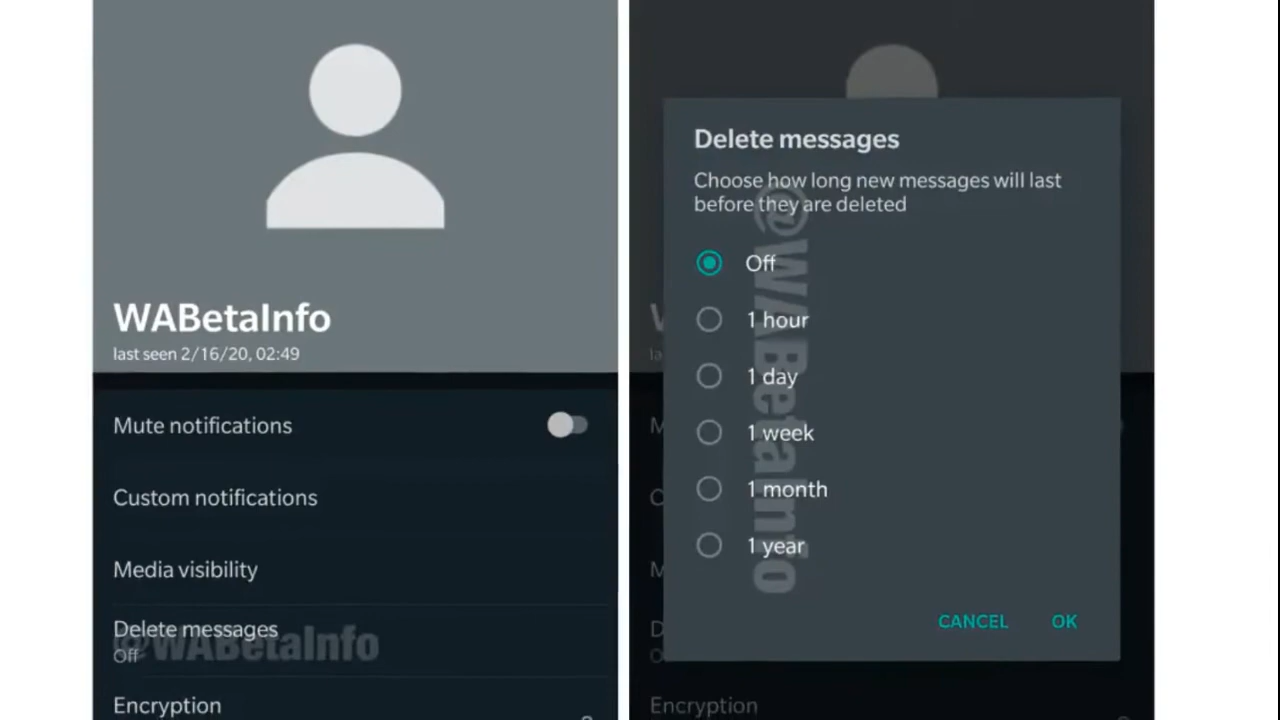 WABetaInfo
last seen 2/16/20, 02:49
Mute notifications
Custom notifications
Media visibility
Delete messages
Off
@WABetaInfo
Encryption
Delete messages
Choose how long new messages will last
before they are deleted
Off
1 hour
1 day
1 week
1 month
1 year
@WABetaInfo
CANCEL
OK
Encryption